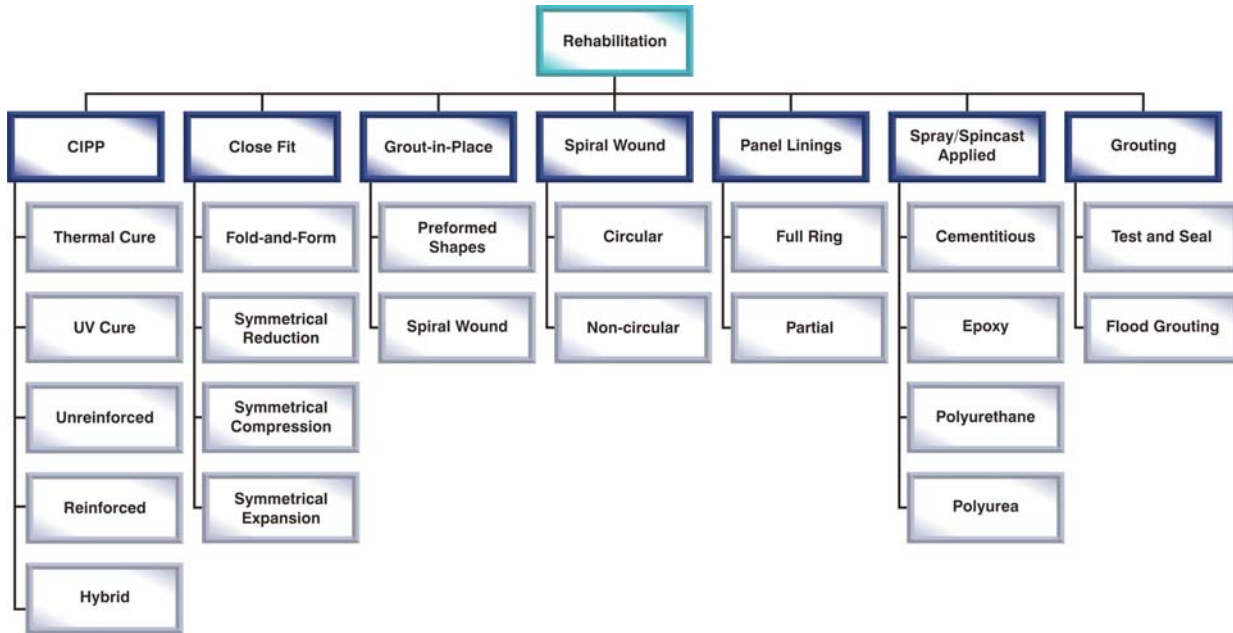 Rehabilitation
CIPP
Close Fit
Grout-in-Place
Spiral Wound
Panel Linings
Spray/Spincast
Applied
Grouting
Thermal Cure
Fold-and-Form
Preformed
Shapes
Circular
Full Ring
Cementitious
Test and Seal
UV Cure
Symmetrical
Reduction
Spiral Wound
Non-circular
Partial
Epoxy
Flood Grouting
Unreinforced
Symmetrical
Compression
Polyurethane
Reinforced
Symmetrical
Expansion
Polyurea
Hybrid